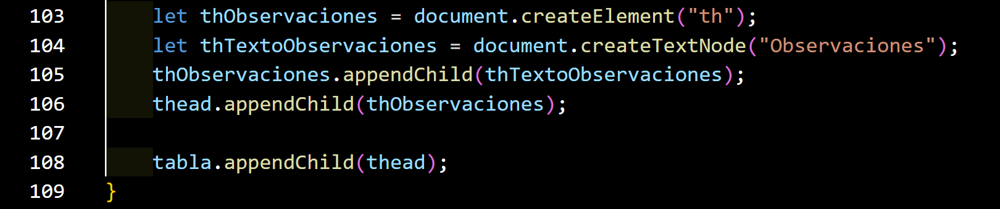 103 let thObservaciones = document.createElement("th");
104 let thTextoObservaciones = document.createTextNode("Observaciones");
105 thObservaciones.appendChild(thTextoObservaciones);
106 thead.appendChild(thObservaciones);
107
108 tabla.appendChild(thead);
109 }